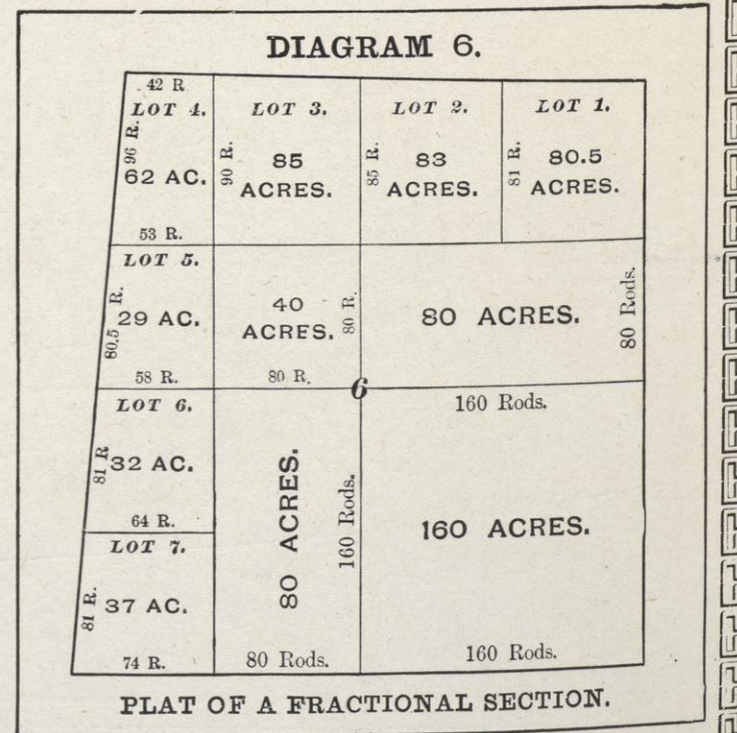 DIAGRAM 6.
42 R
LOT 4.
96 R.
62 AC.
53 R.
LOT 3.
90 R.
85
ACRES.
LOT 2.
85 R.
83
ACRES.
LOT 1.
81 R.
80.5
ACRES.
LOT 5.
80.5 R.
29 AC.
58 R.
40
ACRES.
80 R.
80 R.
80 ACRES.
80 Rods.
6
160 Rods.
LOT 6.
81 R
32 AC.
64 R.
LOT 7.
81 R.
37 AC.
74 R.
80 ACRES.
160 Rods.
80 Rods.
160 ACRES.
160 Rods.
PLAT OF A FRACTIONAL SECTION.